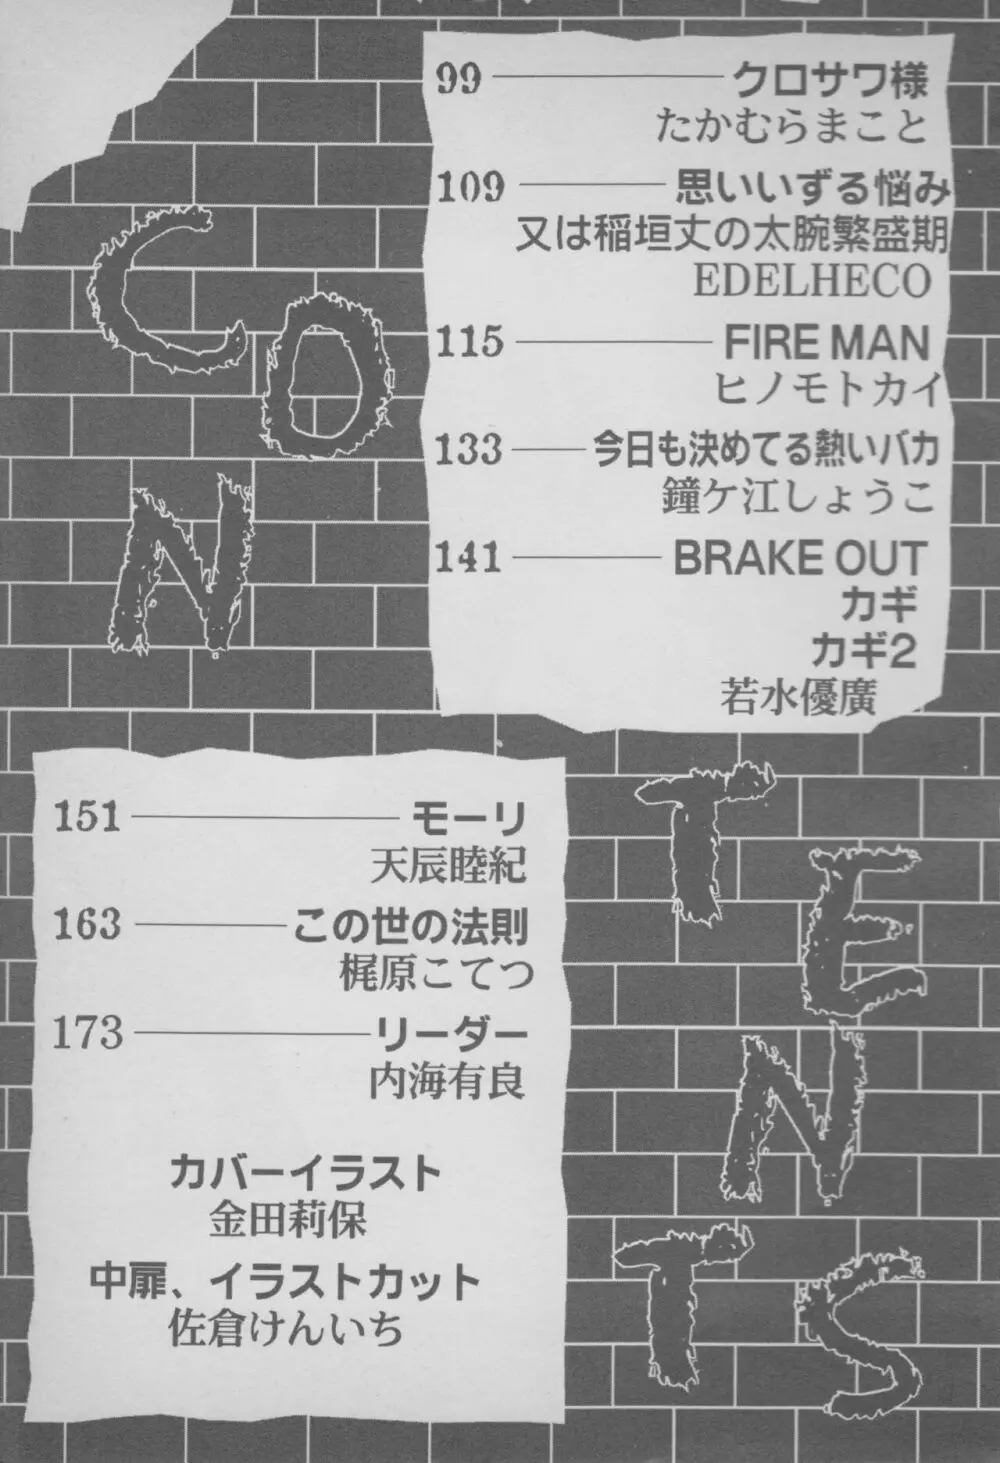 99 クロサワ様
たかむらまこと
109 思いいずる悩み
又は稲垣丈の太腕繁盛期
EDELHECO
115 FIRE MAN
ヒノモトカイ
133 今日も決めてる熱いバカ
鐘ケ江しょうこ
141 BRAKE OUT
カギ
カギ2
若水優廣
CON
TENTS
151 モーリ
天辰睦紀
163 この世の法則
梶原こてつ
173 リーダー
内海有良
カバーイラスト
金田莉保
中扉、イラストカット
佐倉けんいち